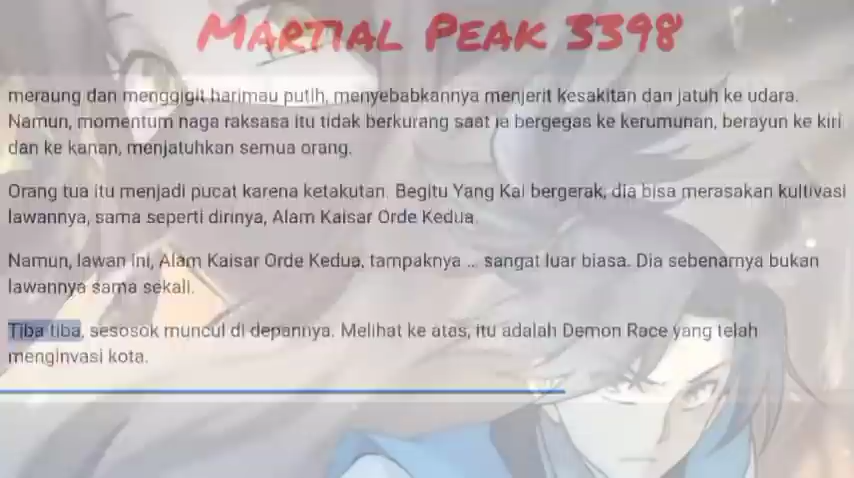 MARTIAL PEAK 3398
meraung dan menggigit harimau putih, menyebabkannya menjerit kesakitan dan jatuh ke udara.
Namun, momentum naga raksasa itu tidak berkurang saat ia bergegas ke kerumunan, berayun ke kiri
dan ke kanan, menjatuhkan semua orang.
Orang tua itu menjadi pucat karena ketakutan. Begitu Yang Kai bergerak, dia bisa merasakan kultivasi
lawannya, sama seperti dirinya, Alam Kaisar Orde Kedua.
Namun, lawan ini, Alam Kaisar Orde Kedua, tampaknya ... sangat luar biasa. Dia sebenarnya bukan
lawannya sama sekali.
Tiba tiba, sesosok muncul di depannya. Melihat ke atas, itu adalah Demon Race yang telah
menginvasi kota.